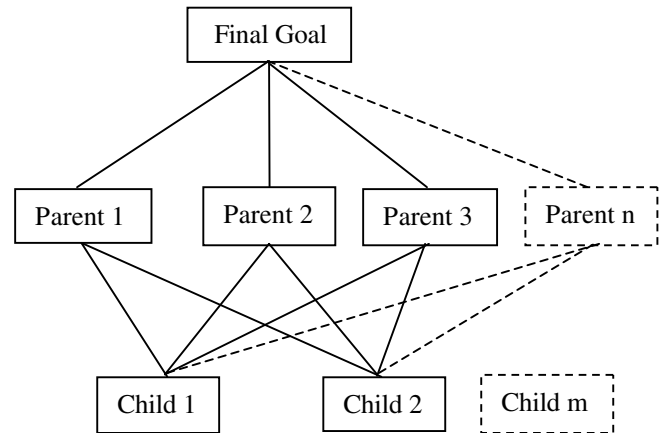 Final Goal
Parent 1
Parent 2
Parent 3
Parent n
Child 1
Child 2
Child m